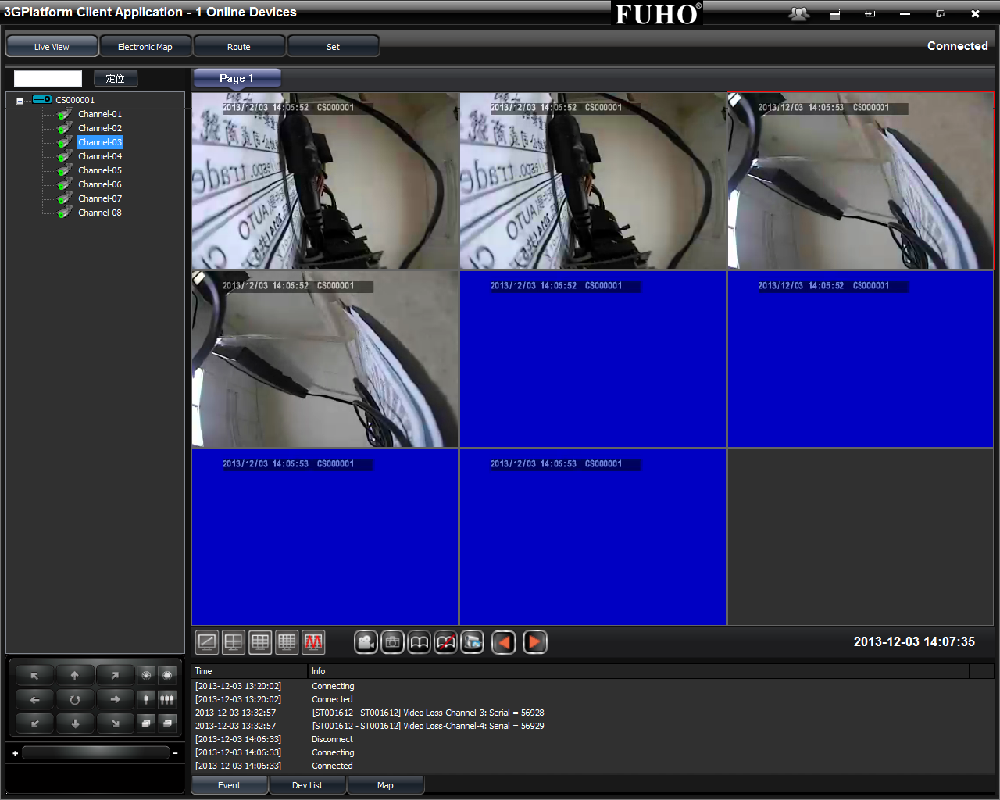 3GPlatform Client Application - 1 Online Devices
FUHO®
Live View
Electronic Map
Route
Set
Connected
定位
Page 1
CS000001
Channel-01
Channel-02
Channel-03
Channel-04
Channel-05
Channel-06
Channel-07
Channel-08
2013/12/03 14:05:52 CS000001
2013/12/03 14:05:52 CS000001
2013/12/03 14:05:53 CS000001
2013/12/03 14:05:52 CS000001
2013/12/03 14:05:52 CS000001
2013/12/03 14:05:52 CS000001
2013/12/03 14:05:53 CS000001
2013/12/03 14:05:53 CS000001
2013-12-03 14:07:35
Time Info
[2013-12-03 13:20:02] Connecting
[2013-12-03 13:20:02] Connected
2013-12-03 13:32:57 [ST001612 - ST001612] Video Loss-Channel-3: Serial = 56928
2013-12-03 13:32:57 [ST001612 - ST001612] Video Loss-Channel-4: Serial = 56929
[2013-12-03 14:06:33] Disconnect
[2013-12-03 14:06:33] Connecting
[2013-12-03 14:06:33] Connected
+ -
Event
Dev List
Map